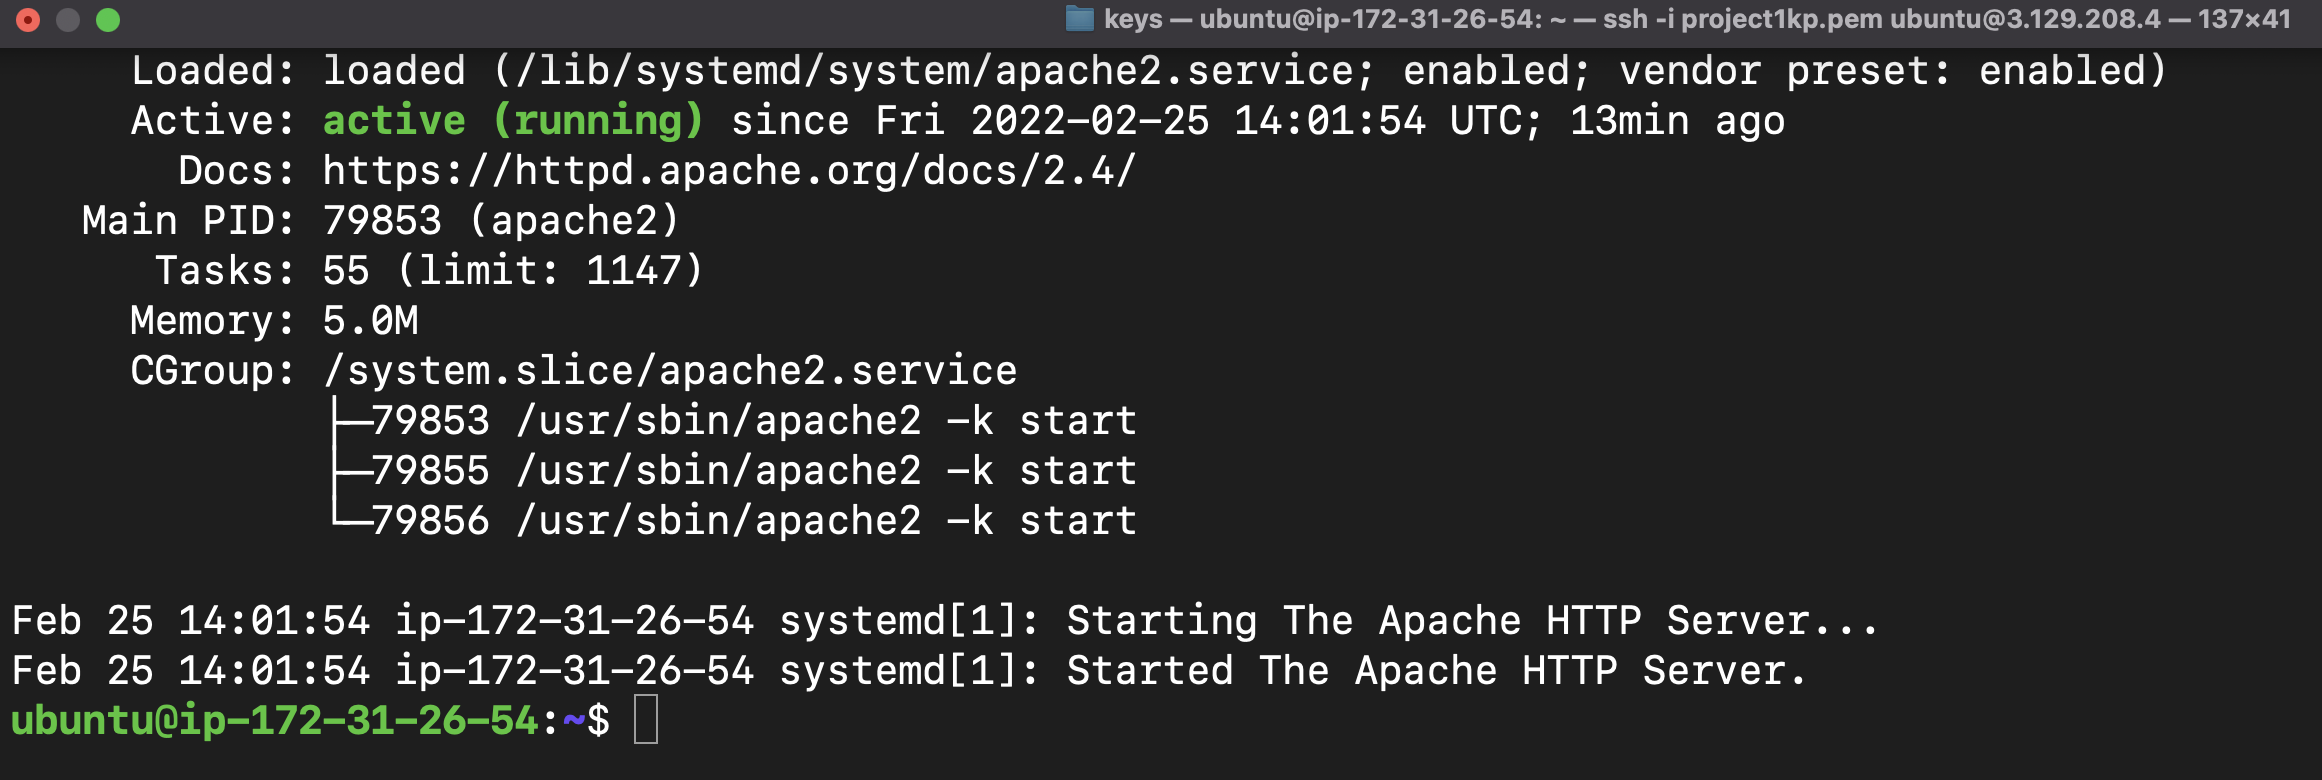 keys — ubuntu@ip-172-31-26-54: ~ — ssh -i project1kp.pem ubuntu@3.129.208.4 — 137×41
Loaded: loaded (/lib/systemd/system/apache2.service; enabled; vendor preset: enabled)
Active: active (running) since Fri 2022-02-25 14:01:54 UTC; 13min ago
Docs: https://httpd.apache.org/docs/2.4/
Main PID: 79853 (apache2)
Tasks: 55 (limit: 1147)
Memory: 5.0M
CGroup: /system.slice/apache2.service
├─79853 /usr/sbin/apache2 -k start
├─79855 /usr/sbin/apache2 -k start
└─79856 /usr/sbin/apache2 -k start
Feb 25 14:01:54 ip-172-31-26-54 systemd[1]: Starting The Apache HTTP Server...
Feb 25 14:01:54 ip-172-31-26-54 systemd[1]: Started The Apache HTTP Server.
ubuntu@ip-172-31-26-54:~$